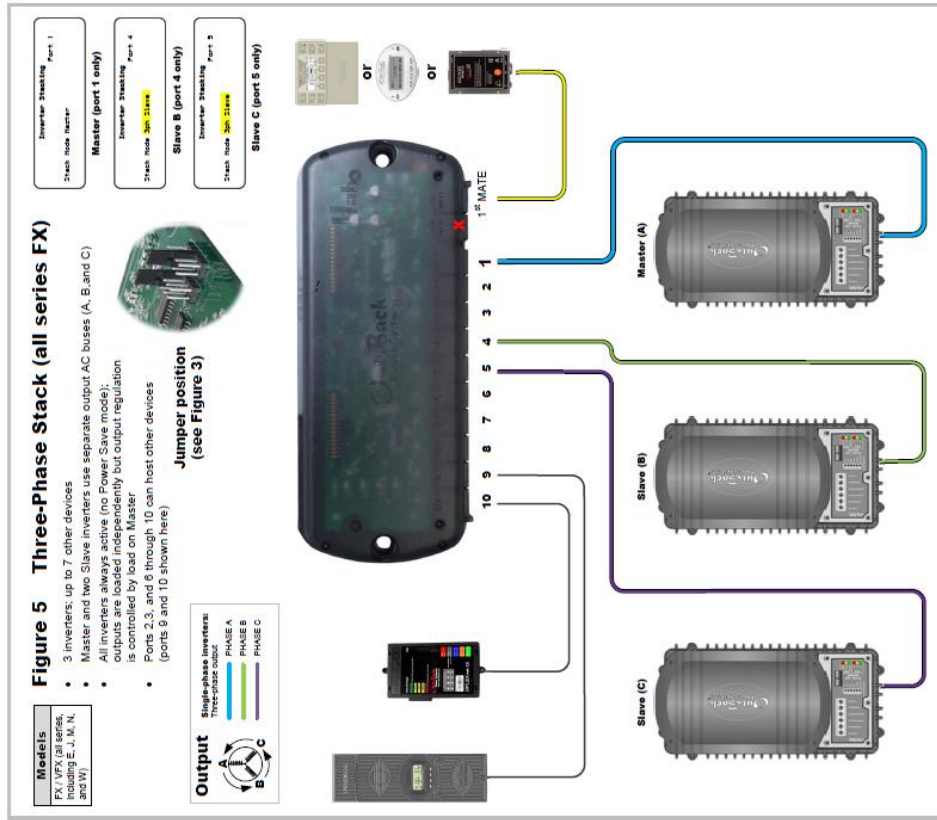 Figure 5 Three-Phase Stack (all series FX)
Models
FX / VFX (all series,
including E, J, M, N,
and W)
• 3 inverters; up to 7 other devices
• Master and two Slave inverters use separate output AC buses (A, B,and C)
• All inverters always active (no Power Save mode);
outputs are loaded independently but output regulation
is controlled by load on Master
• Ports 2,3, and 6 through 10 can host other devices
(ports 9 and 10 shown here)
Jumper position
(see Figure 3)
Inverter Stacking
Port 1
Stack Mode Master
Master (port 1 only)
Inverter Stacking
Port 4
Stack Mode 3ph Slave
Slave B (port 4 only)
Inverter Stacking
Port 5
Stack Mode 3ph Slave
Slave C (port 5 only)
Output
A
B
C
Single-phase inverters:
Three-phase output
PHASE A
PHASE B
PHASE C
or
or
Hub
OutBack
X
10
9
8
7
6
5
4
3
2
1
1st MATE
Slave (C)
OutBack
Slave (B)
OutBack
Master (A)
OutBack